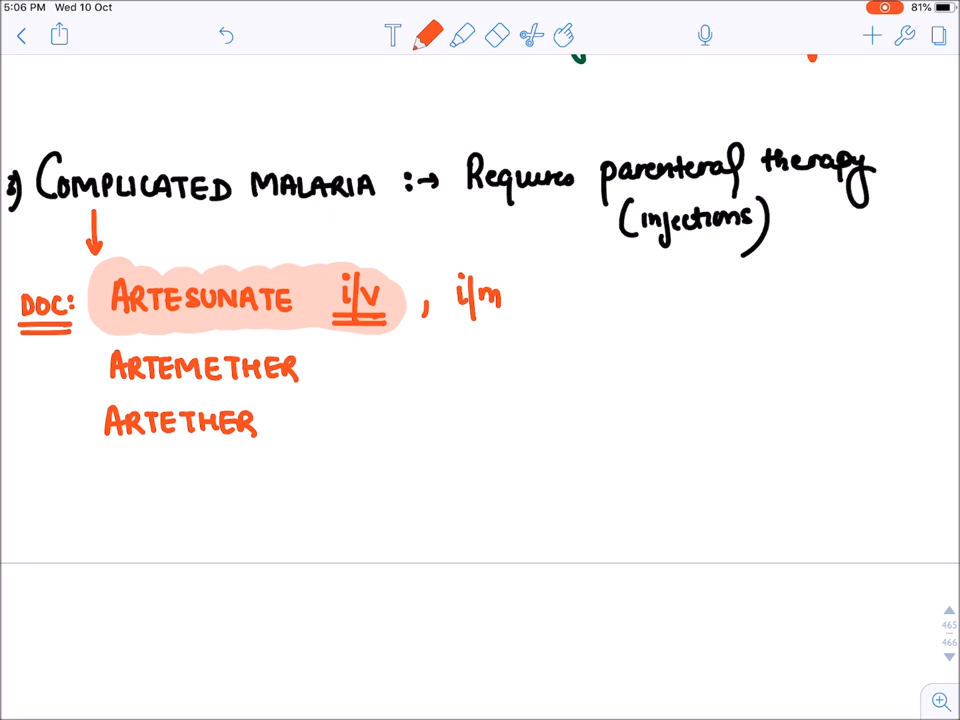 5:06 PM Wed 10 Oct
81%
T
COMPLICATED MALARIA :→ Requires parenteral therapy
(injections)
DOC: ARTESUNATE i/v , i/m
ARTEMETHER
ARTETHER
465
466